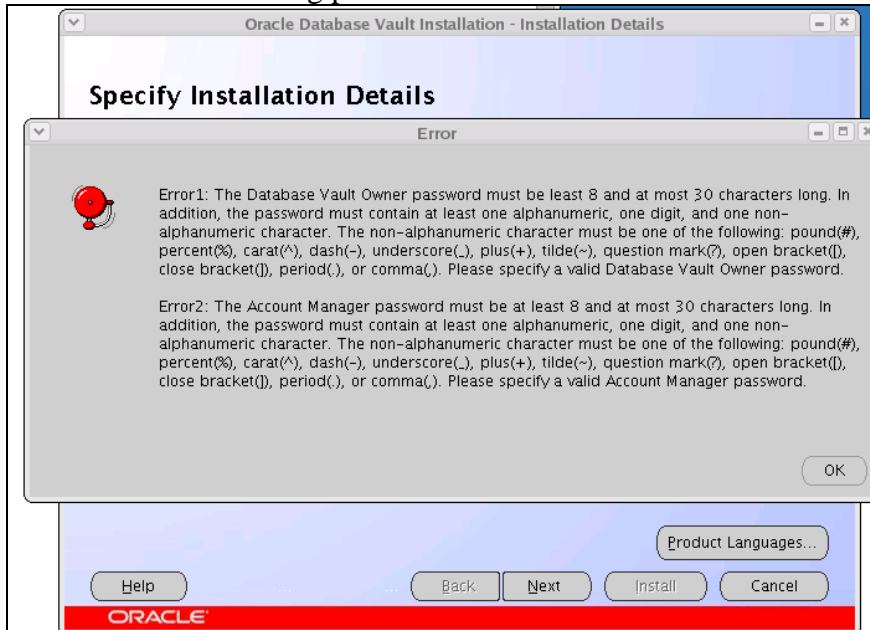 Oracle Database Vault Installation - Installation Details
Specify Installation Details
Error
Error1: The Database Vault Owner password must be least 8 and at most 30 characters long. In
addition, the password must contain at least one alphanumeric, one digit, and one non-
alphanumeric character. The non-alphanumeric character must be one of the following: pound(#),
percent(%), carat(^), dash(-), underscore(_), plus(+), tilde(~), question mark(?), open bracket([),
close bracket(]), period(.), or comma(,). Please specify a valid Database Vault Owner password.
Error2: The Account Manager password must be at least 8 and at most 30 characters long. In
addition, the password must contain at least one alphanumeric, one digit, and one non-
alphanumeric character. The non-alphanumeric character must be one of the following: pound(#),
percent(%), carat(^), dash(-), underscore(_), plus(+), tilde(~), question mark(?), open bracket([),
close bracket(]), period(.), or comma(,). Please specify a valid Account Manager password.
OK
Product Languages...
Help Back Next Install Cancel
ORACLE